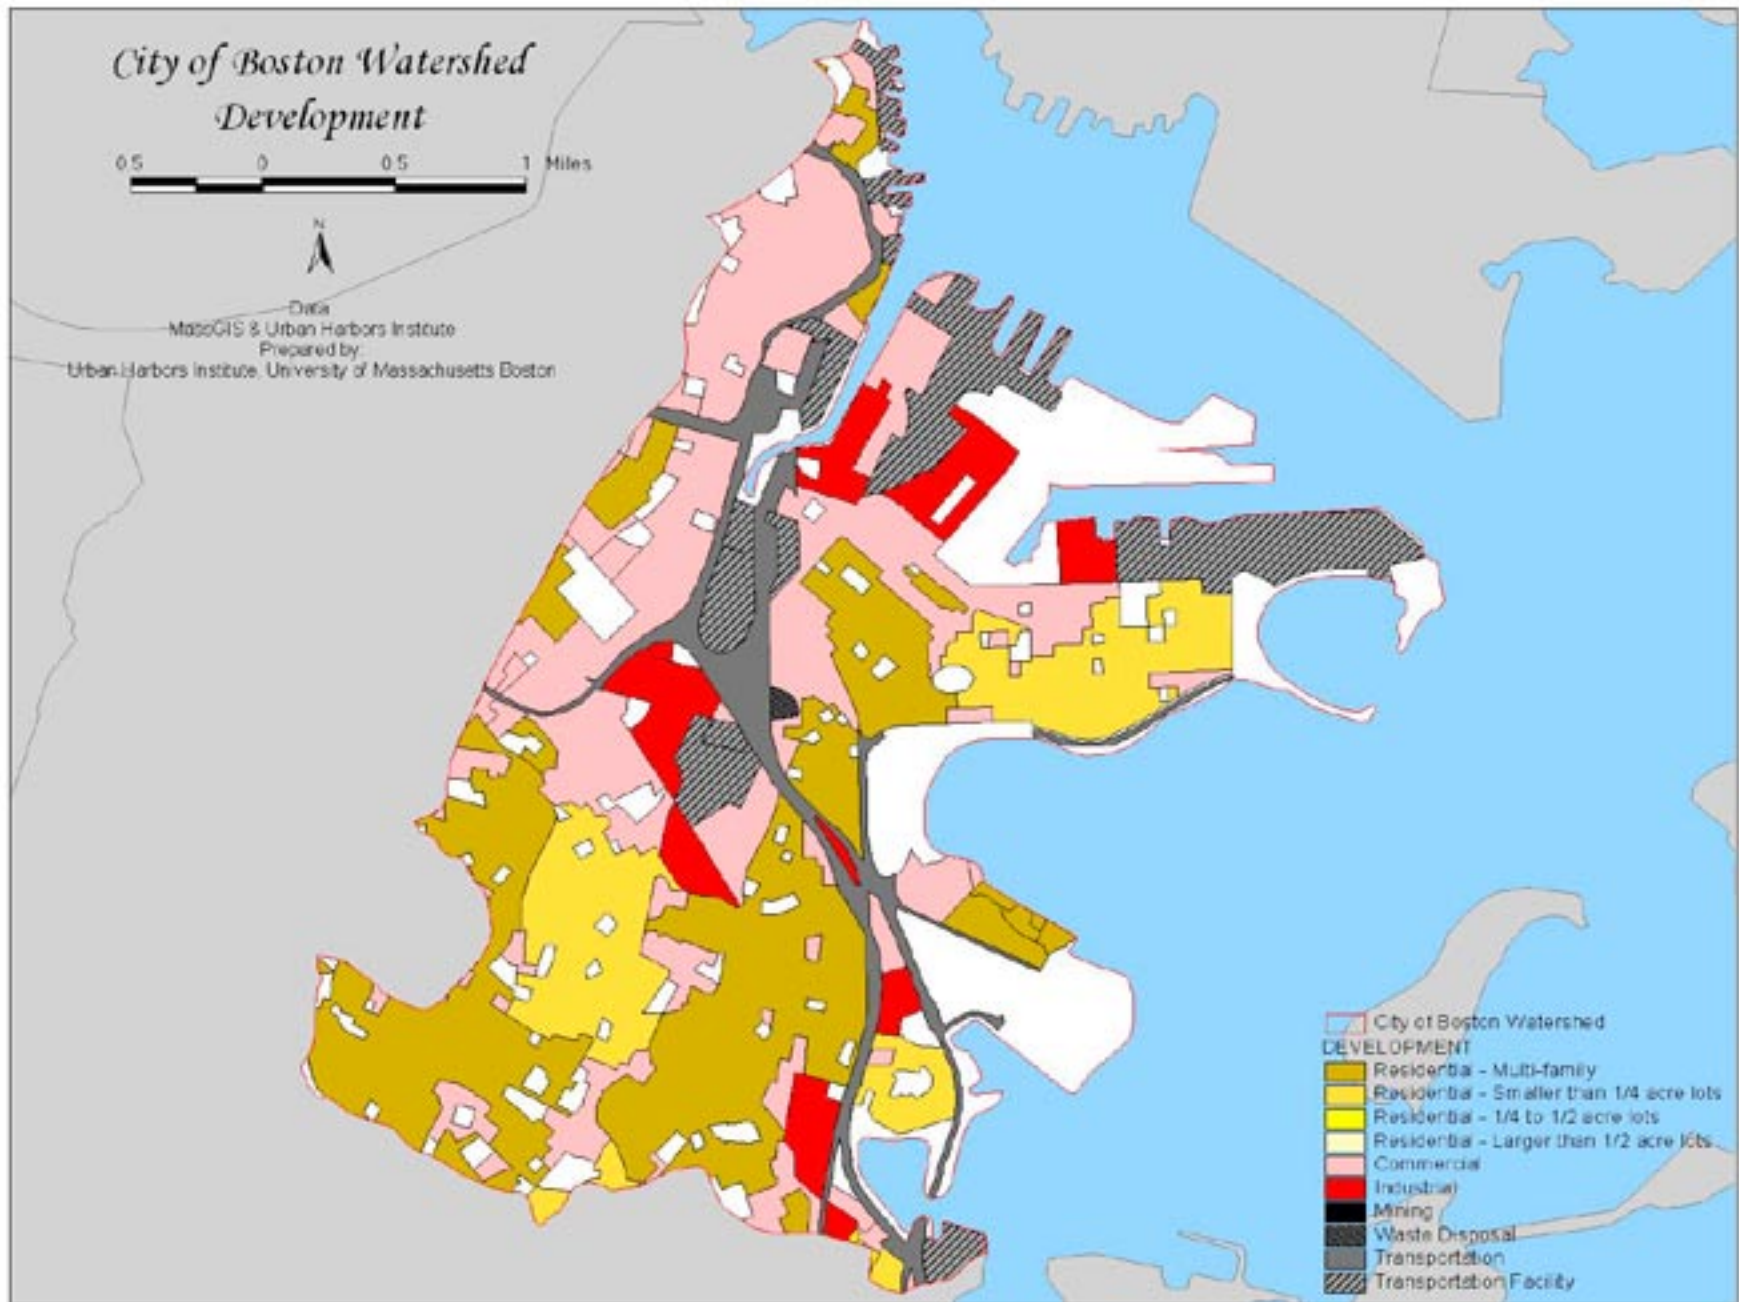 City of Boston Watershed
Development
0.5 0 0.5 1 Miles
N
Data
MassGIS & Urban Harbors Institute
Prepared by:
Urban Harbors Institute, University of Massachusetts Boston
City of Boston Watershed
DEVELOPMENT
Residential - Multi-family
Residential - Smaller than 1/4 acre lots
Residential - 1/4 to 1/2 acre lots
Residential - Larger than 1/2 acre lots
Commercial
Industrial
Mining
Waste Disposal
Transportation
Transportation Facility